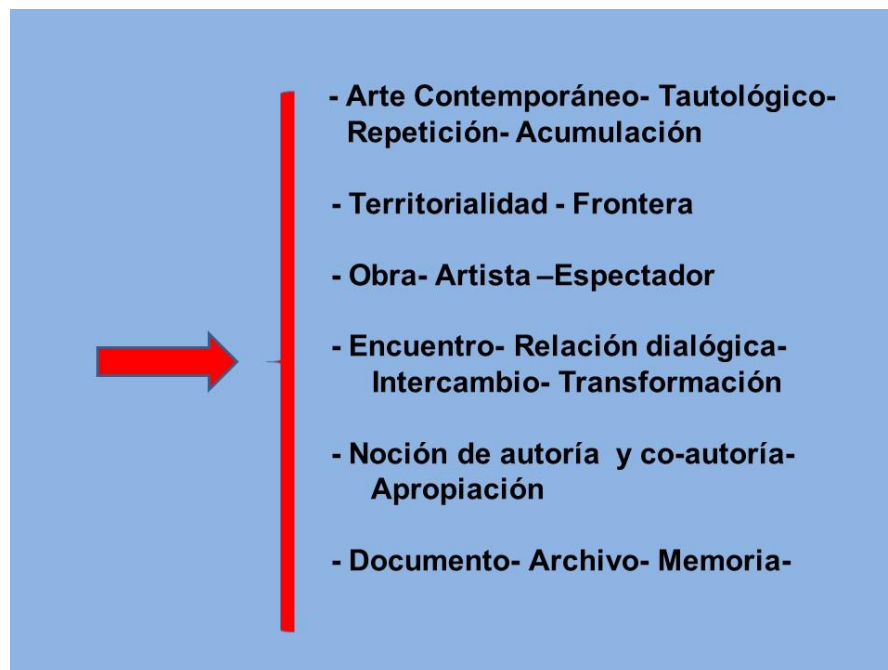 - Arte Contemporáneo- Tautológico-
Repetición- Acumulación
- Territorialidad - Frontera
- Obra- Artista –Espectador
- Encuentro- Relación dialógica-
Intercambio- Transformación
- Noción de autoría  y co-autoría-
Apropiación
- Documento- Archivo- Memoria-